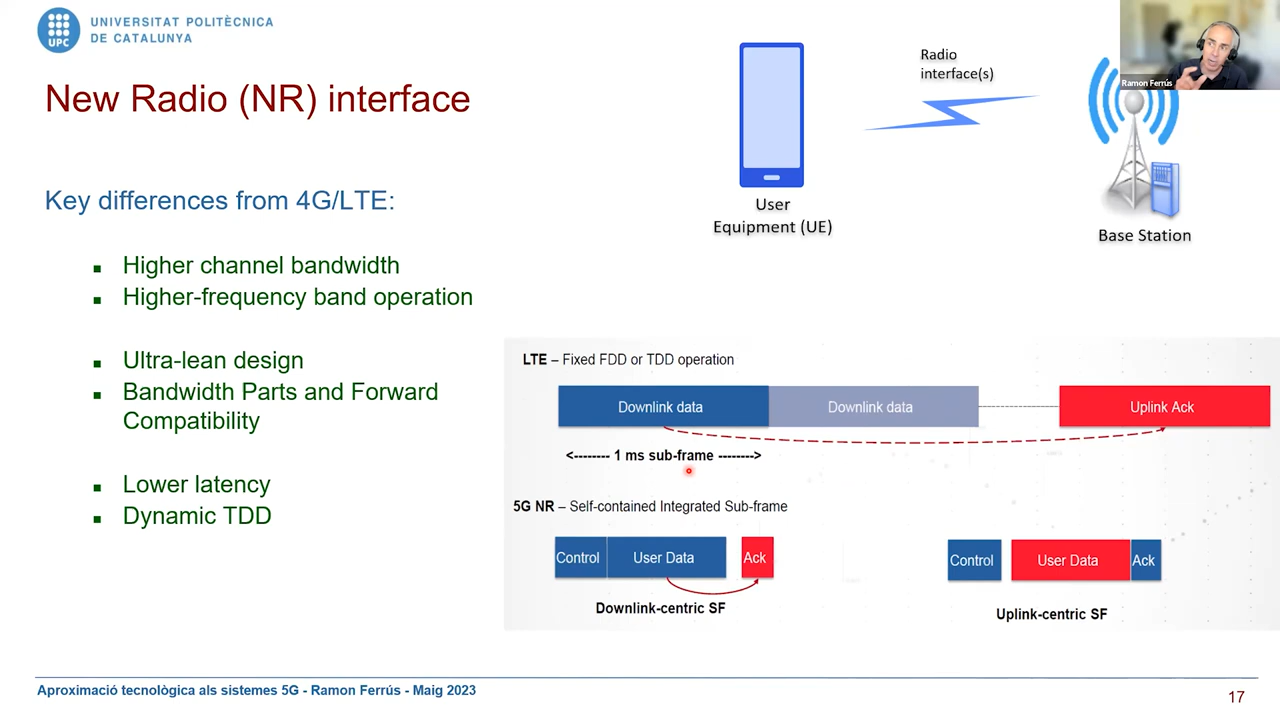 UNIVERSITAT POLITÈCNICA
DE CATALUNYA
UPC
New Radio (NR) interface
Radio
interface(s)
Ramon Ferrús
User
Equipment (UE)
Base Station
Key differences from 4G/LTE:
Higher channel bandwidth
Higher-frequency band operation
Ultra-lean design
Bandwidth Parts and Forward
Compatibility
Lower latency
Dynamic TDD
LTE – Fixed FDD or TDD operation
Downlink data
Downlink data
Uplink Ack
<-------- 1 ms sub-frame -------->
5G NR – Self-contained Integrated Sub-frame
Control
User Data
Ack
Downlink-centric SF
Control
User Data
Ack
Uplink-centric SF
Aproximació tecnològica als sistemes 5G - Ramon Ferrús - Maig 2023
17